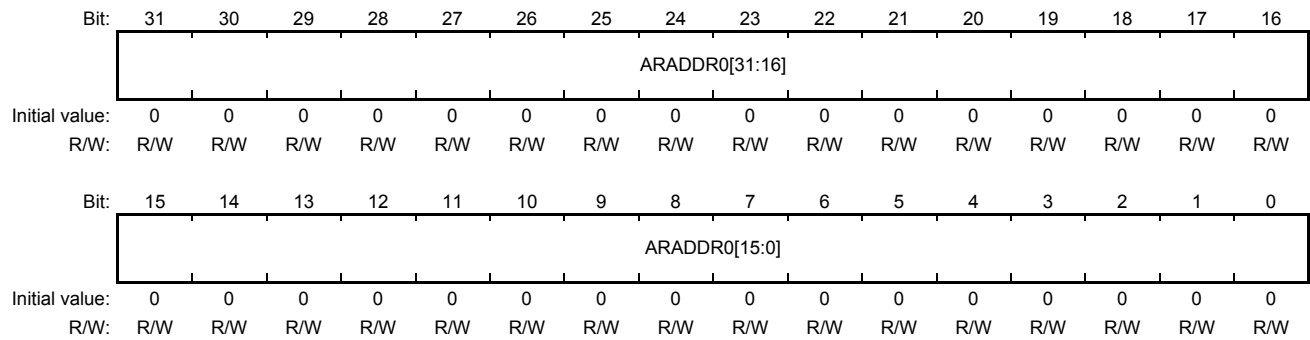 Bit: 31 30 29 28 27 26 25 24 23 22 21 20 19 18 17 16
ARADDR0[31:16]
Initial value: 0 0 0 0 0 0 0 0 0 0 0 0 0 0 0 0
R/W: R/W R/W R/W R/W R/W R/W R/W R/W R/W R/W R/W R/W R/W R/W R/W R/W
Bit: 15 14 13 12 11 10 9 8 7 6 5 4 3 2 1 0
ARADDR0[15:0]
Initial value: 0 0 0 0 0 0 0 0 0 0 0 0 0 0 0 0
R/W: R/W R/W R/W R/W R/W R/W R/W R/W R/W R/W R/W R/W R/W R/W R/W R/W